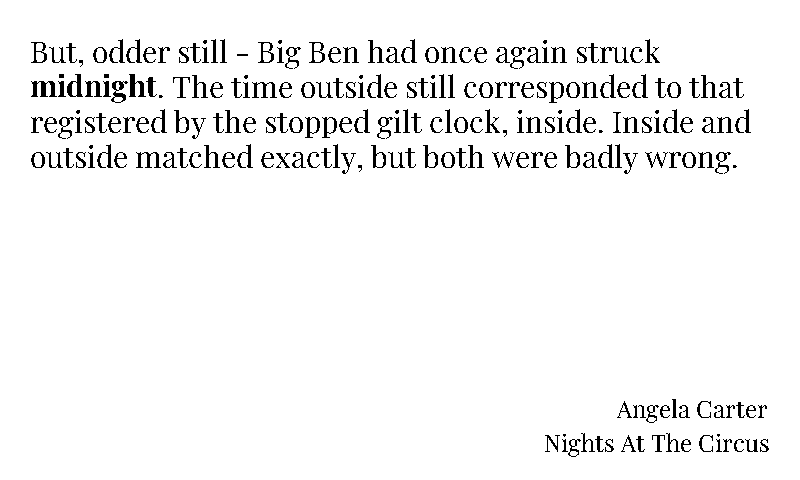 But, odder still - Big Ben had once again struck
midnight. The time outside still corresponded to that
registered by the stopped gilt clock, inside. Inside and
outside matched exactly, but both were badly wrong.
Angela Carter
Nights At The Circus